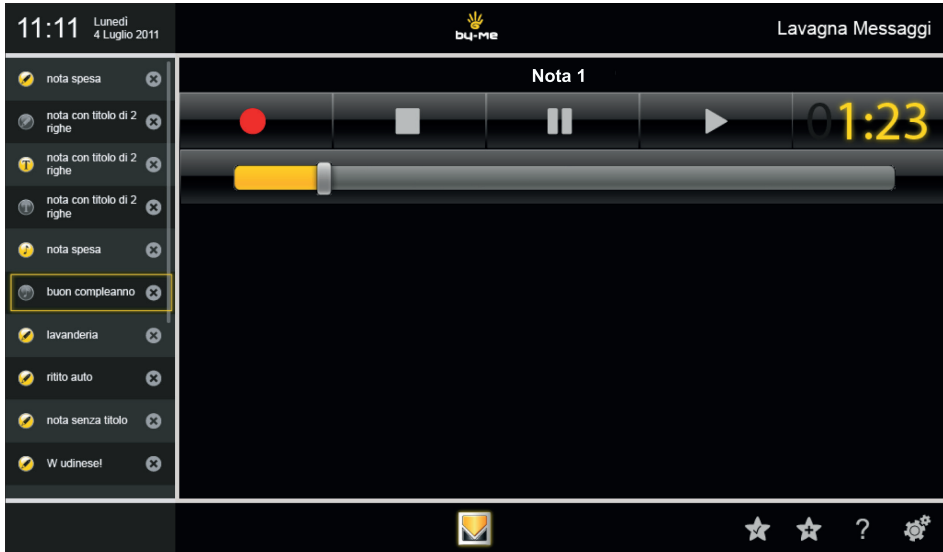 11:11
Lunedì
4 Luglio 2011
by-me
Lavagna Messaggi
nota spesa
nota con titolo di 2
righe
nota con titolo di 2
righe
nota con titolo di 2
righe
nota spesa
buon compleanno
lavanderia
ritito auto
nota senza titolo
W udinese!
Nota 1
01:23
?